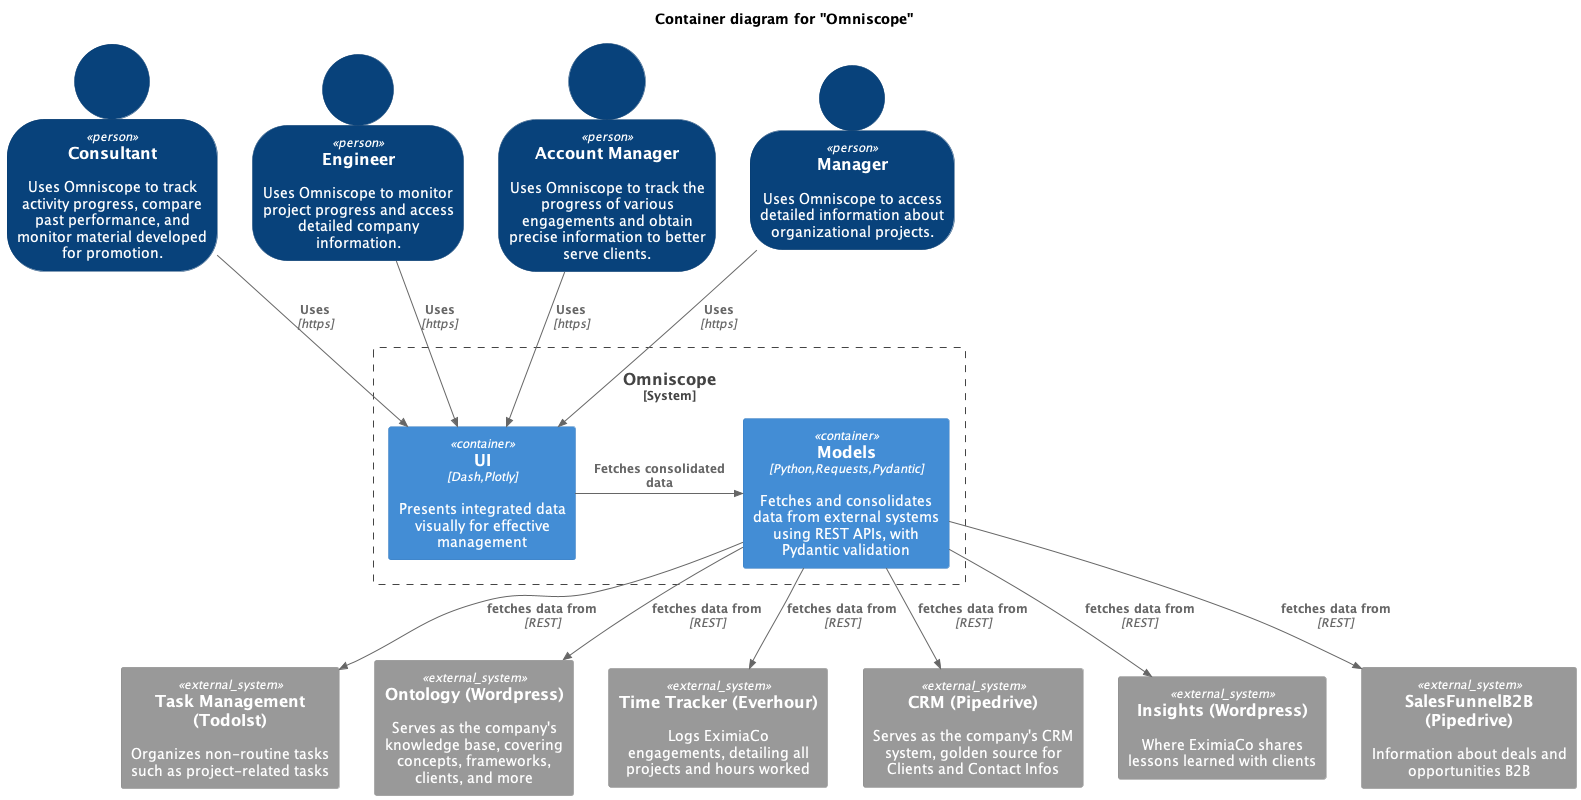 Container diagram for "Omniscope"
«person»
Consultant
Uses Omniscope to track
activity progress, compare
past performance, and
monitor material developed
for promotion.
«person»
Engineer
Uses Omniscope to monitor
project progress and access
detailed company
information.
«person»
Account Manager
Uses Omniscope to track the
progress of various
engagements and obtain
precise information to better
serve clients.
«person»
Manager
Uses Omniscope to access
detailed information about
organizational projects.
Uses
[https]
Uses
[https]
Uses
[https]
Uses
[https]
Omniscope
[System]
«container»
UI
[Dash,Plotly]
Presents integrated data
visually for effective
management
Fetches consolidated
data
«container»
Models
[Python,Requests,Pydantic]
Fetches and consolidates
data from external systems
using REST APIs, with
Pydantic validation
fetches data from
[REST]
fetches data from
[REST]
fetches data from
[REST]
fetches data from
[REST]
fetches data from
[REST]
fetches data from
[REST]
«external_system»
Task Management
(TodoIst)
Organizes non-routine tasks
such as project-related tasks
«external_system»
Ontology (Wordpress)
Serves as the company's
knowledge base, covering
concepts, frameworks,
clients, and more
«external_system»
Time Tracker (Everhour)
Logs EximiaCo
engagements, detailing all
projects and hours worked
«external_system»
CRM (Pipedrive)
Serves as the company's CRM
system, golden source for
Clients and Contact Infos
«external_system»
Insights (Wordpress)
Where EximiaCo shares
lessons learned with clients
«external_system»
SalesFunnelB2B
(Pipedrive)
Information about deals and
opportunities B2B